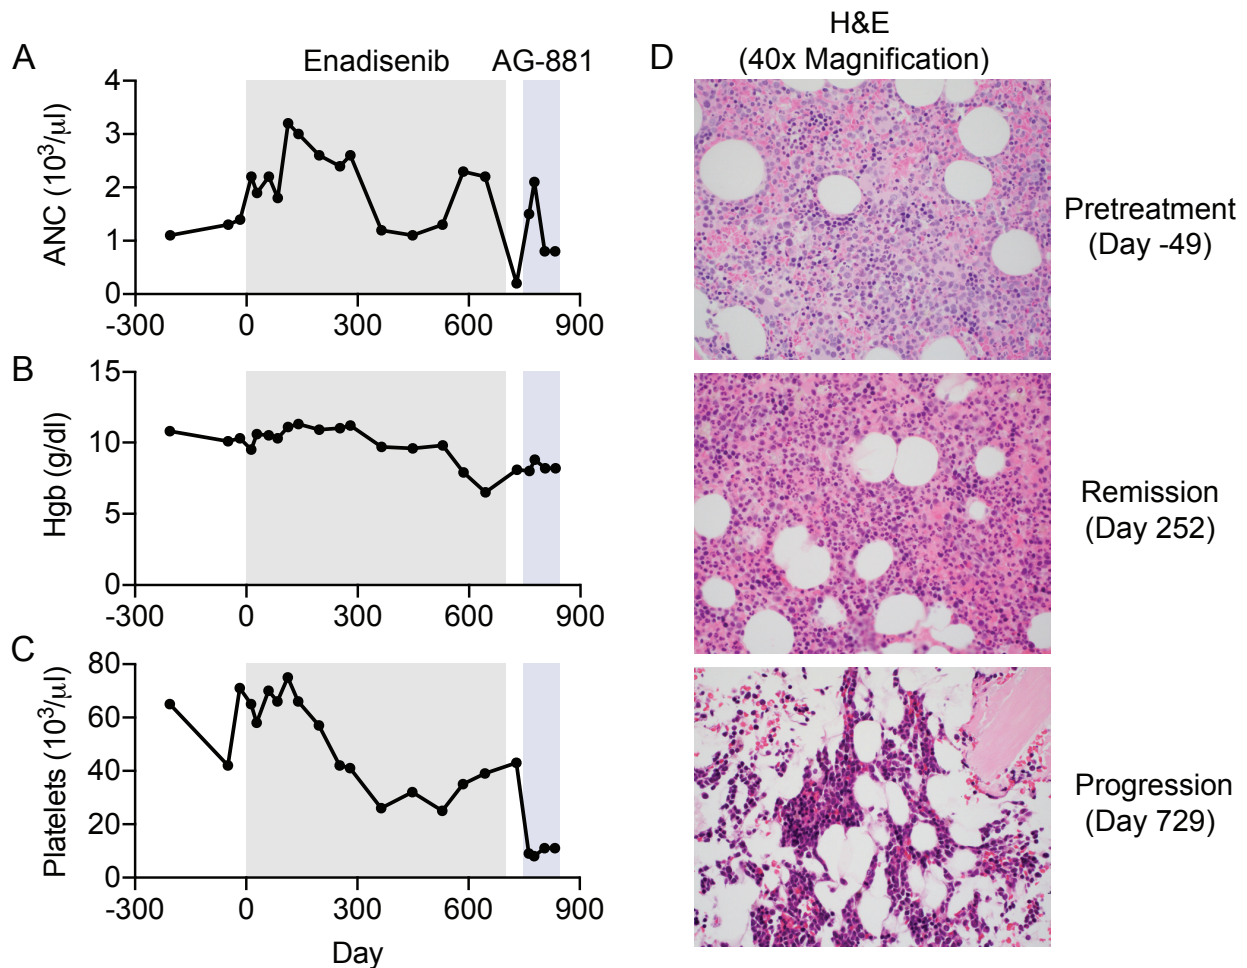 A
Enadisenib
AG-881
ANC (10³/µl)
4
3
2
1
0
-300
0
300
600
900
B
Hgb (g/dl)
15
10
5
0
-300
0
300
600
900
C
Platelets (10³/µl)
80
60
40
20
0
-300
0
300
600
900
Day
D
H&E
(40x Magnification)
Pretreatment
(Day -49)
Remission
(Day 252)
Progression
(Day 729)